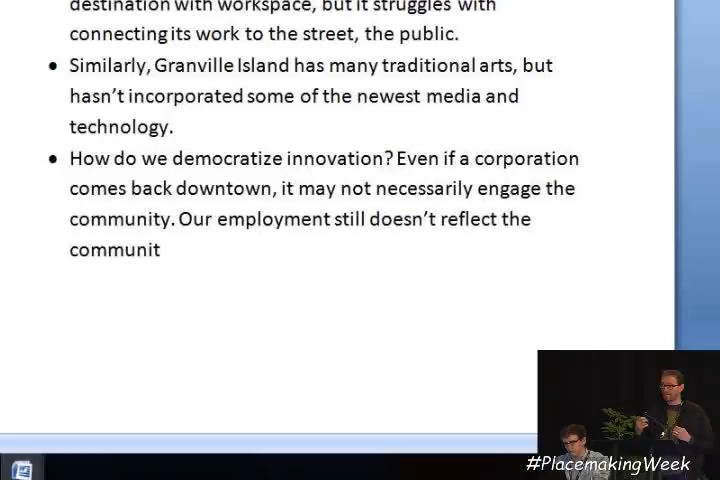 destination with workspace, but it struggles with
connecting its work to the street, the public.
• Similarly, Granville Island has many traditional arts, but
hasn't incorporated some of the newest media and
technology.
• How do we democratize innovation? Even if a corporation
comes back downtown, it may not necessarily engage the
community. Our employment still doesn't reflect the
communit
#PlacemakingWeek